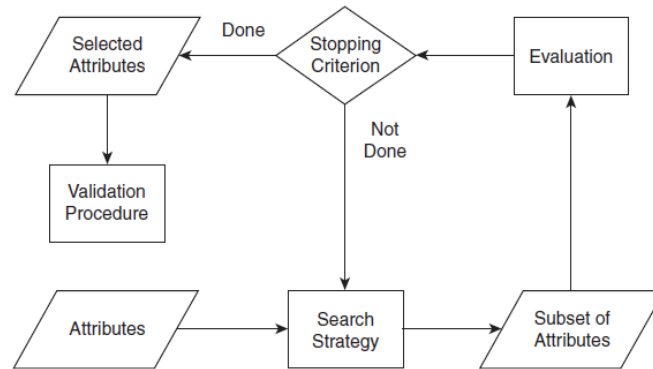 Selected
Attributes
Done
Stopping
Criterion
Evaluation
Not
Done
Validation
Procedure
Attributes
Search
Strategy
Subset of
Attributes